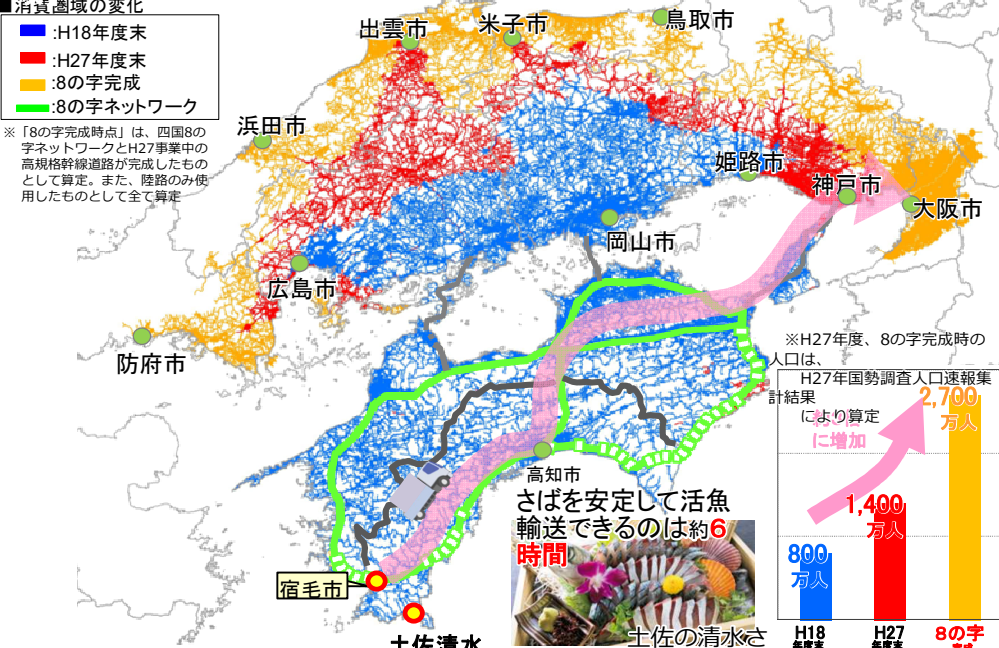 ■消費圏域の変化
:H18年度末
:H27年度末
:8の字完成
:8の字ネットワーク
※「8の字完成時点」は、四国8の
字ネットワークとH27事業中の
高規格幹線道路が完成したもの
として算定。また、陸路のみ使
用したものとして全て算定
出雲市
米子市
鳥取市
浜田市
姫路市
神戸市
大阪市
岡山市
広島市
防府市
高知市
宿毛市
土佐清水
さばを安定して活魚
輸送できるのは約6
時間
土佐の清水さ
※H27年度、8の字完成時の
人口は、
H27年国勢調査人口速報集
計結果
により算定
に増加
2,700
万人
1,400
万人
800
万人
H18
年度末
H27
年度末
8の字